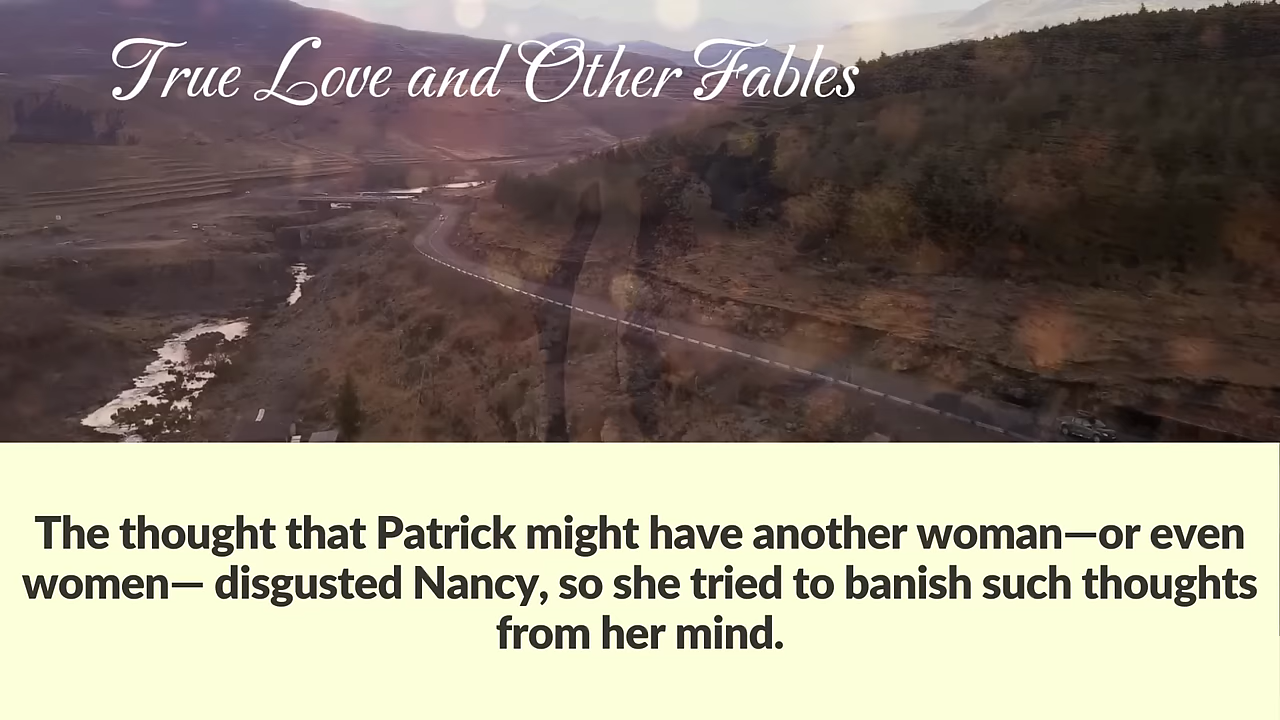 True Love and Other Fables
The thought that Patrick might have another woman—or even
women— disgusted Nancy, so she tried to banish such thoughts
from her mind.